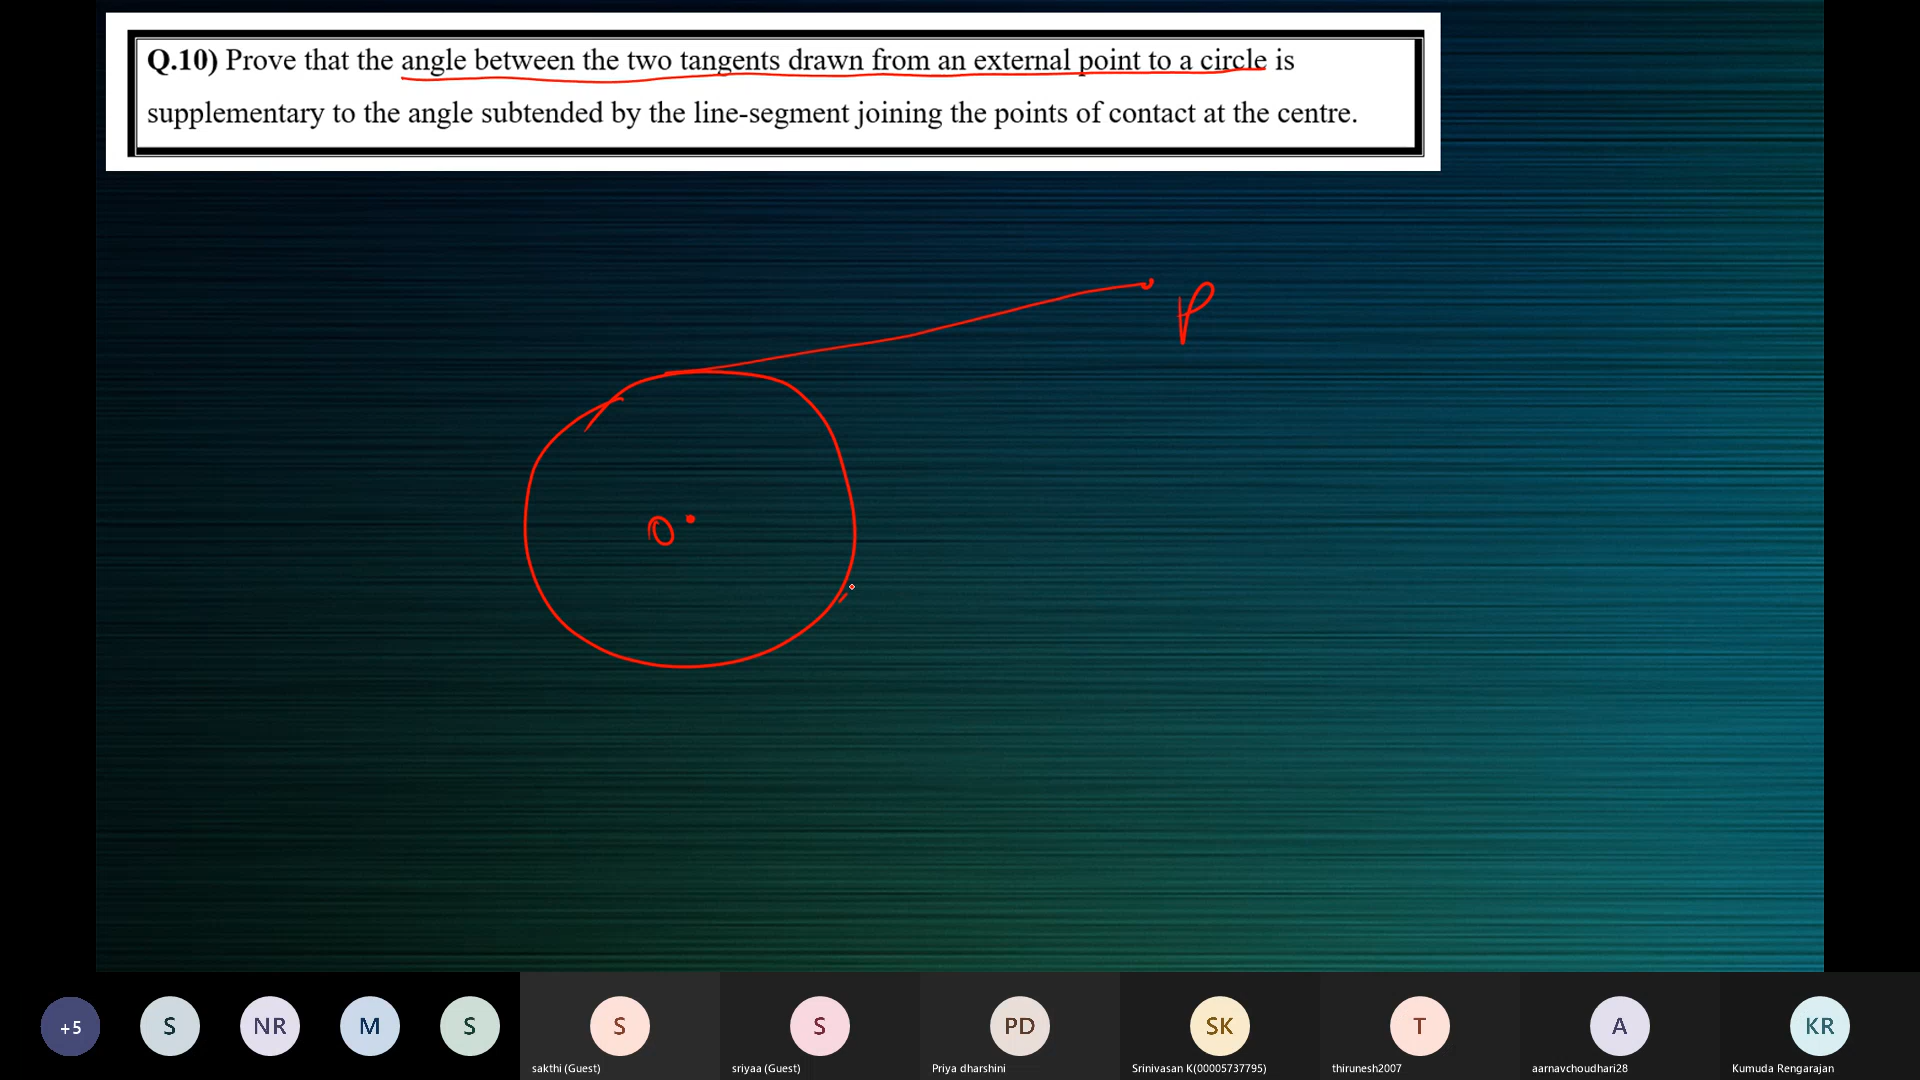 Q.10) Prove that the angle between the two tangents drawn from an external point to a circle is
supplementary to the angle subtended by the line-segment joining the points of contact at the centre.
P
O
+5
S
NR
M
S
S
S
PD
SK
T
A
KR
sakthi (Guest)
sriyaa (Guest)
Priya dharshini
Srinivasan K(00005737795)
thirunesh2007
aarnavchoudhari28
Kumuda Rengarajan